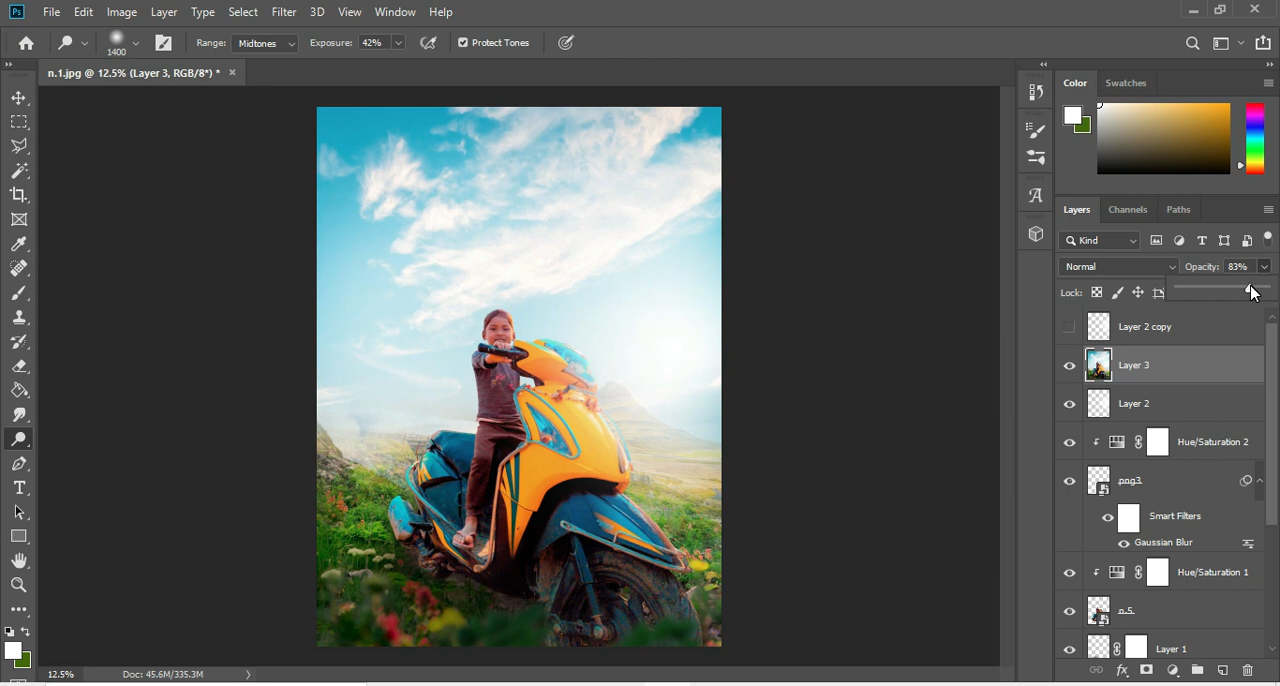 Ps File Edit Image Layer Type Select Filter 3D View Window Help
1400 Range: Midtones Exposure: 42% Protect Tones
n.1.jpg @ 12.5% (Layer 3, RGB/8*) * ×
Color Swatches
Layers Channels Paths
Kind
Normal Opacity: 83%
Lock:
Layer 2 copy
Layer 3
Layer 2
Hue/Saturation 2
png3
Smart Filters
Gaussian Blur
Hue/Saturation 1
n.5
Layer 1
12.5% Doc: 45.6M/335.3M